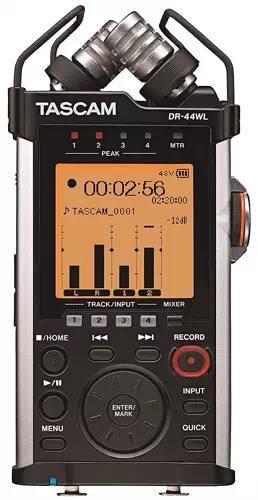 TASCAM DR-44WL
1 2 3 4 MTR
PEAK
48V
00:02:56
02:20:00
TASCAM_0001
-12dB
L R 1 2
TRACK/INPUT MIXER
1 2 3 4
/HOME RECORD
INPUT
ENTER/
MARK
MENU QUICK